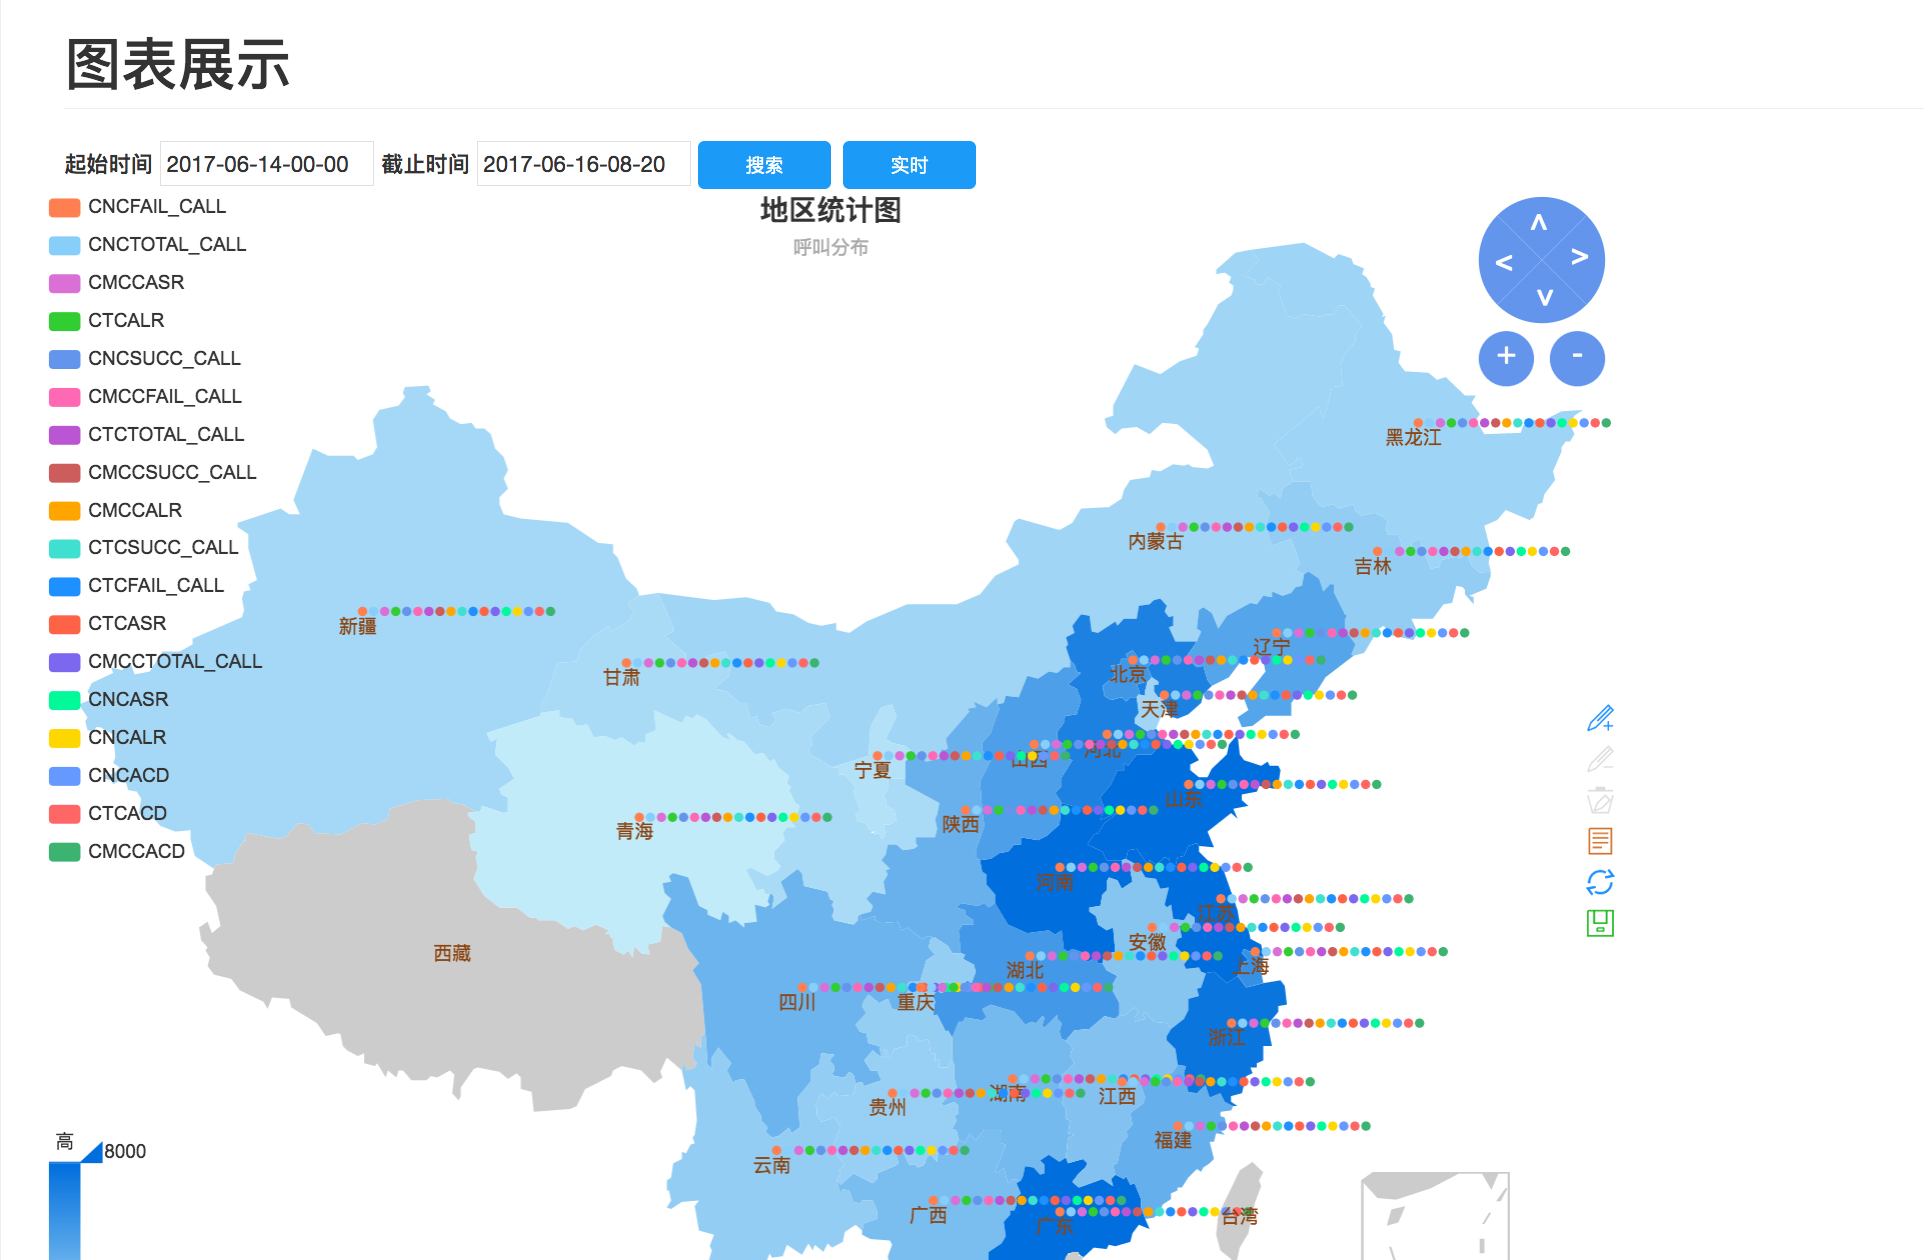 图表展示
起始时间 2017-06-14-00-00 截止时间 2017-06-16-08-20 搜索 实时
地区统计图
呼叫分布
CNCFAIL_CALL
CNCTOTAL_CALL
CMCCASR
CTCALR
CNCSUCC_CALL
CMCCFAIL_CALL
CTCTOTAL_CALL
CMCCSUCC_CALL
CMCCALR
CTCSUCC_CALL
CTCFAIL_CALL
CTCASR
CMCCTOTAL_CALL
CNCASR
CNCALR
CNCACD
CTCACD
CMCCACD
+ -
黑龙江
内蒙古
吉林
新疆
辽宁
甘肃
北京
天津
河北
山西
宁夏
山东
陕西
青海
河南
江苏
安徽
西藏
上海
湖北
四川
重庆
浙江
湖南
江西
贵州
福建
云南
广西
台湾
广东
高
8000